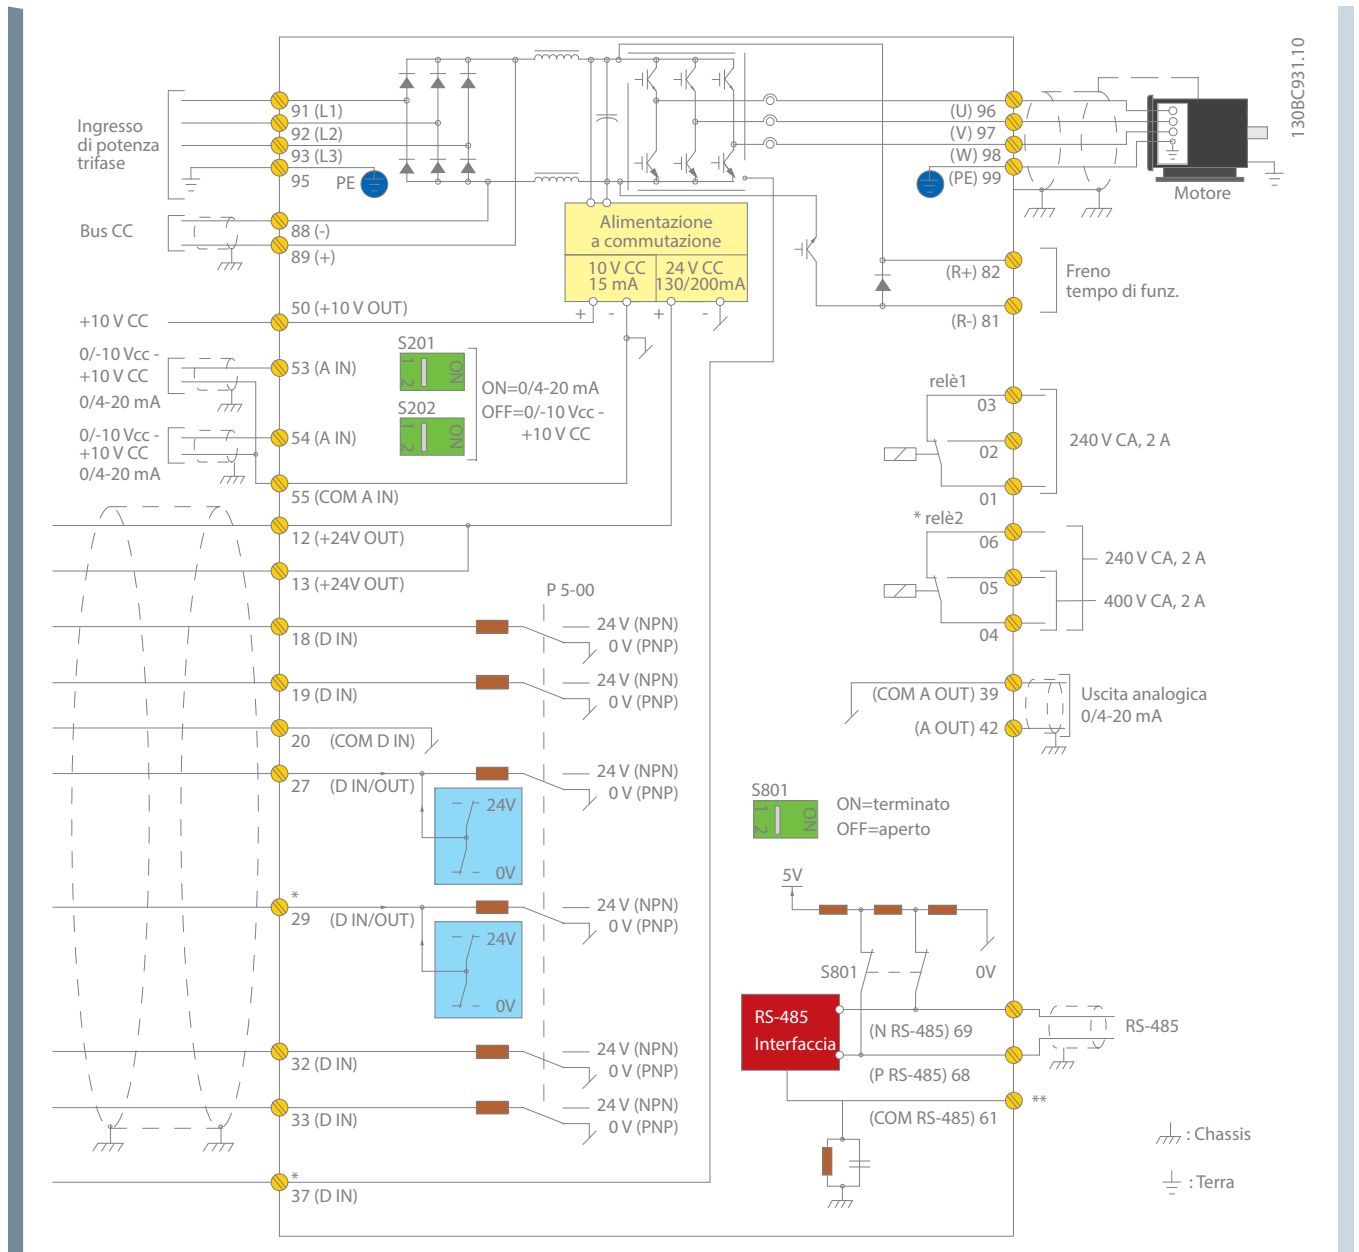 130BC931.10
Ingresso
di potenza
trifase
91 (L1)
92 (L2)
93 (L3)
95
PE
(U) 96
(V) 97
(W) 98
(PE) 99
Motore
Bus CC
88 (-)
89 (+)
Alimentazione
a commutazione
10 V CC
15 mA
24 V CC
130/200mA
+ - + -
(R+) 82
(R-) 81
Freno
tempo di funz.
+10 V CC
50 (+10 V OUT)
0/-10 Vcc -
+10 V CC
0/4-20 mA
53 (A IN)
S201
1 2 ON
S202
1 2 ON
ON=0/4-20 mA
OFF=0/-10 Vcc -
+10 V CC
0/-10 Vcc -
+10 V CC
0/4-20 mA
54 (A IN)
55 (COM A IN)
relè1
03
02
01
240 V CA, 2 A
* relè2
06
05
04
240 V CA, 2 A
400 V CA, 2 A
12 (+24V OUT)
13 (+24V OUT)
P 5-00
18 (D IN)
24 V (NPN)
0 V (PNP)
19 (D IN)
24 V (NPN)
0 V (PNP)
20 (COM D IN)
(COM A OUT) 39
(A OUT) 42
Uscita analogica
0/4-20 mA
27 (D IN/OUT)
24 V (NPN)
0 V (PNP)
24V
0V
S801
1 2 ON
ON=terminato
OFF=aperto
*
29 (D IN/OUT)
24 V (NPN)
0 V (PNP)
24V
0V
5V
S801
0V
RS-485
Interfaccia
(N RS-485) 69
(P RS-485) 68
(COM RS-485) 61
**
RS-485
32 (D IN)
24 V (NPN)
0 V (PNP)
33 (D IN)
24 V (NPN)
0 V (PNP)
*
37 (D IN)
: Chassis
: Terra